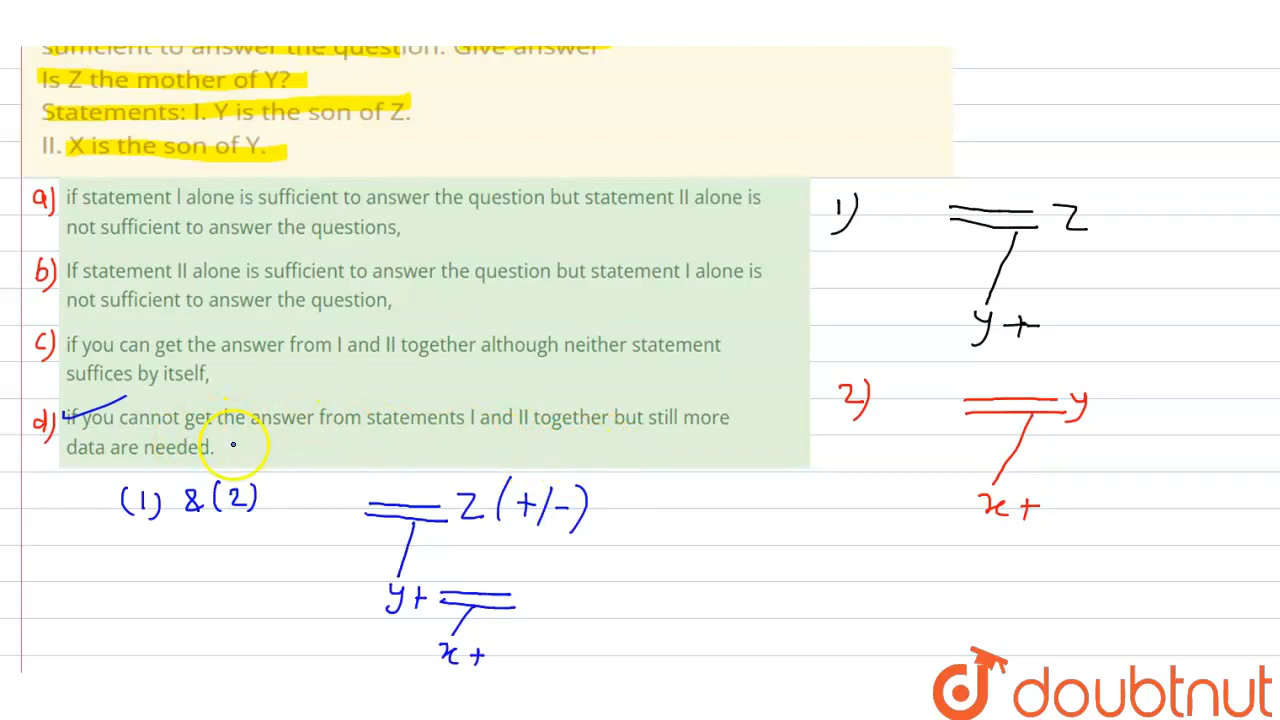 sufficient to answer the question. Give answer
Is Z the mother of Y?
Statements: I. Y is the son of Z.
II. X is the son of Y.
a) if statement I alone is sufficient to answer the question but statement II alone is
not sufficient to answer the questions,
b) If statement II alone is sufficient to answer the question but statement I alone is
not sufficient to answer the question,
c) if you can get the answer from I and II together although neither statement
suffices by itself,
d) if you cannot get the answer from statements I and II together but still more
data are needed.
1) Z
y +
2) y
x +
(1) & (2) Z (+/-)
y +
x +
doubtnut